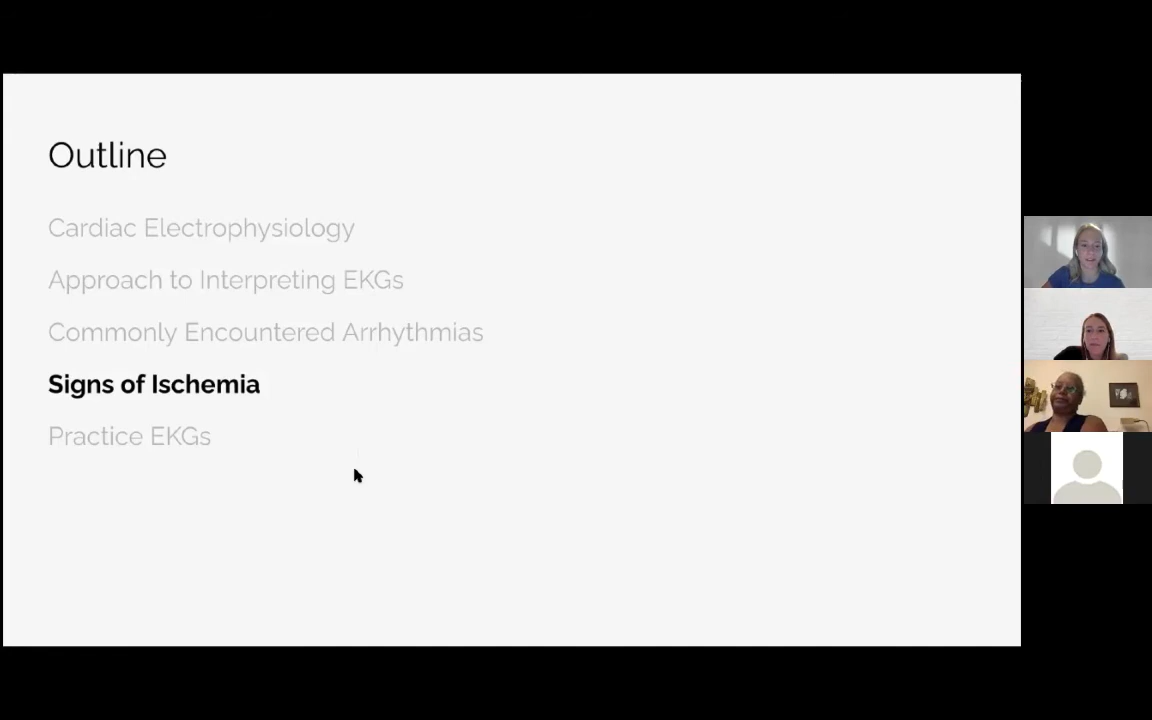 Outline
Cardiac Electrophysiology
Approach to Interpreting EKGs
Commonly Encountered Arrhythmias
Signs of Ischemia
Practice EKGs